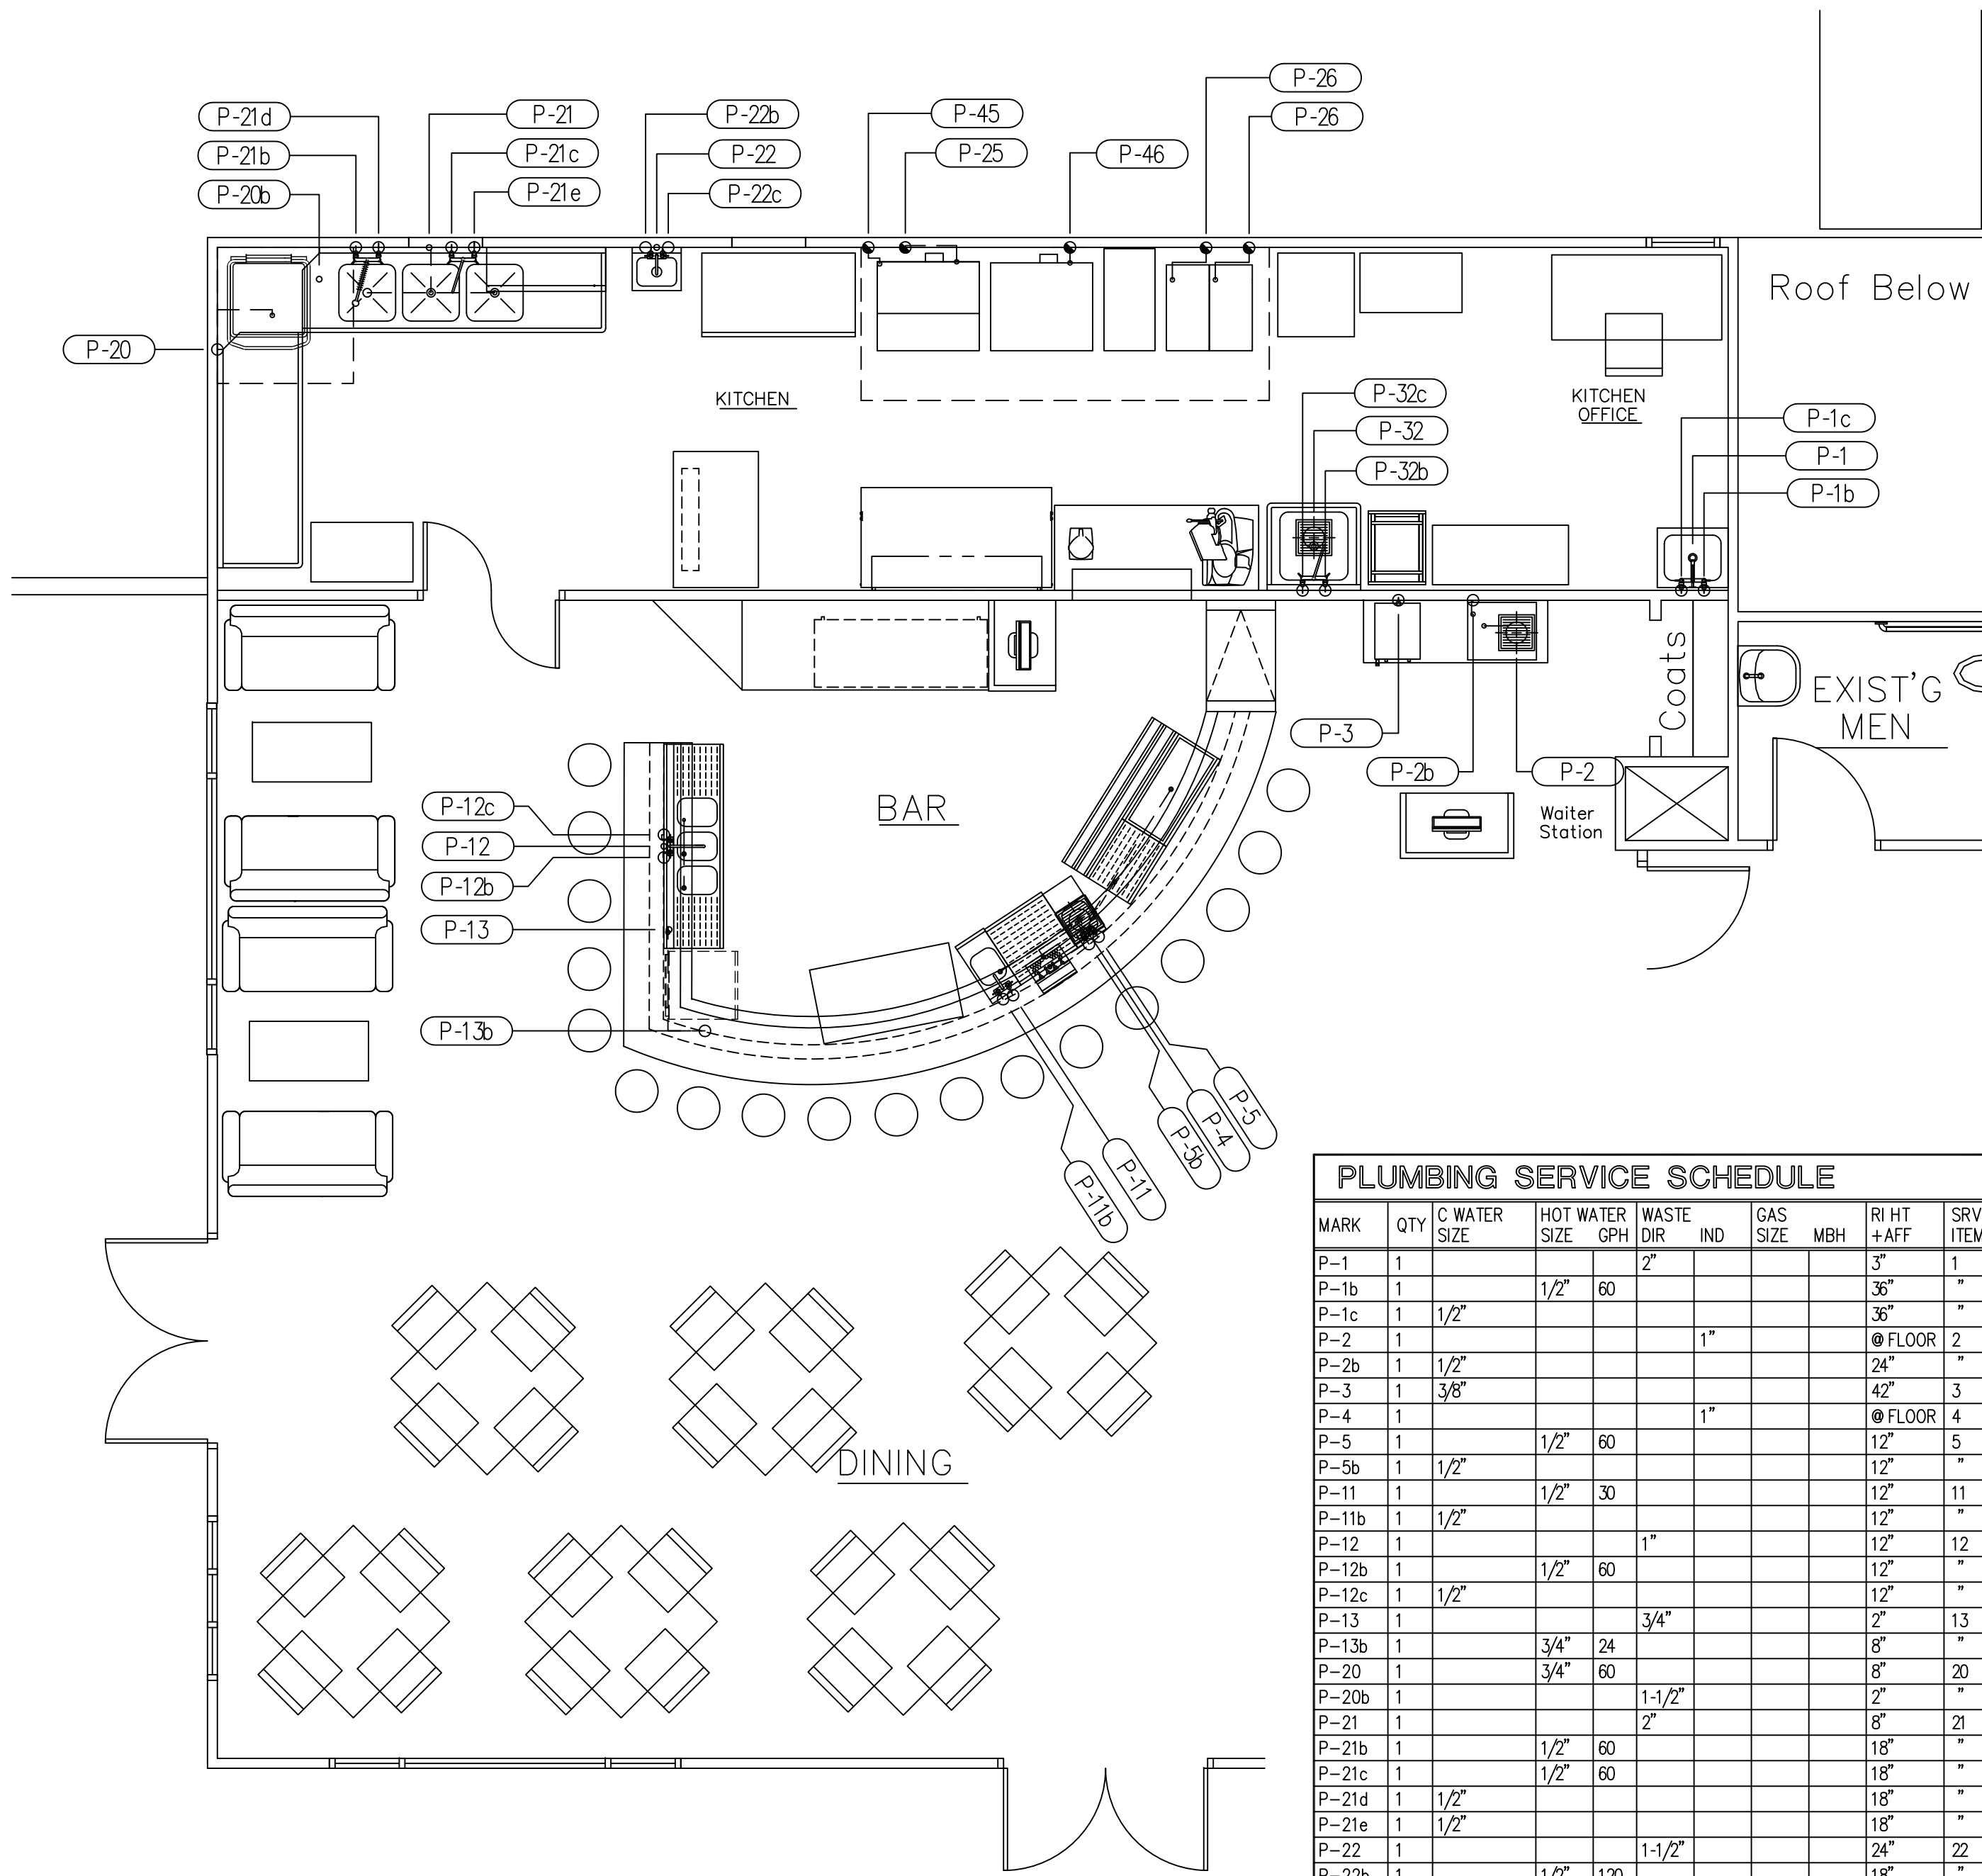 P-26
P-21d
P-21
P-22b
P-45
P-26
P-21b
P-21c
P-22
P-25
P-46
P-20b
P-21e
P-22c
Roof Below
P-20
KITCHEN
P-32c
KITCHEN
OFFICE
P-1c
P-32
P-1
P-32b
P-1b
Coats
EXIST'G
MEN
P-3
P-2b
P-2
P-12c
BAR
Waiter
Station
P-12
P-12b
P-13
P-13b
P-5
P-4
P-5b
P-11
P-11b
DINING
PLUMBING SERVICE SCHEDULE
MARK QTY C WATER SIZE HOT WATER SIZE GPH WASTE DIR IND GAS SIZE MBH RI HT +AFF SRV ITEM
P-1 1 2" 3" 1
P-1b 1 1/2" 60 36" "
P-1c 1 1/2" 36" "
P-2 1 1" @ FLOOR 2
P-2b 1 1/2" 24" "
P-3 1 3/8" 42" 3
P-4 1 1" @ FLOOR 4
P-5 1 1/2" 60 12" 5
P-5b 1 1/2" 12" "
P-11 1 1/2" 30 12" 11
P-11b 1 1/2" 12" "
P-12 1 1" 12" 12
P-12b 1 1/2" 60 12" "
P-12c 1 1/2" 12" "
P-13 1 3/4" 2" 13
P-13b 1 3/4" 24 8" "
P-20 1 3/4" 60 8" 20
P-20b 1 1-1/2" 2" "
P-21 1 2" 8" 21
P-21b 1 1/2" 60 18" "
P-21c 1 1/2" 60 18" "
P-21d 1 1/2" 18" "
P-21e 1 1/2" 18" "
P-22 1 1-1/2" 24" 22
P-22b 1 1/2" 120 18" "